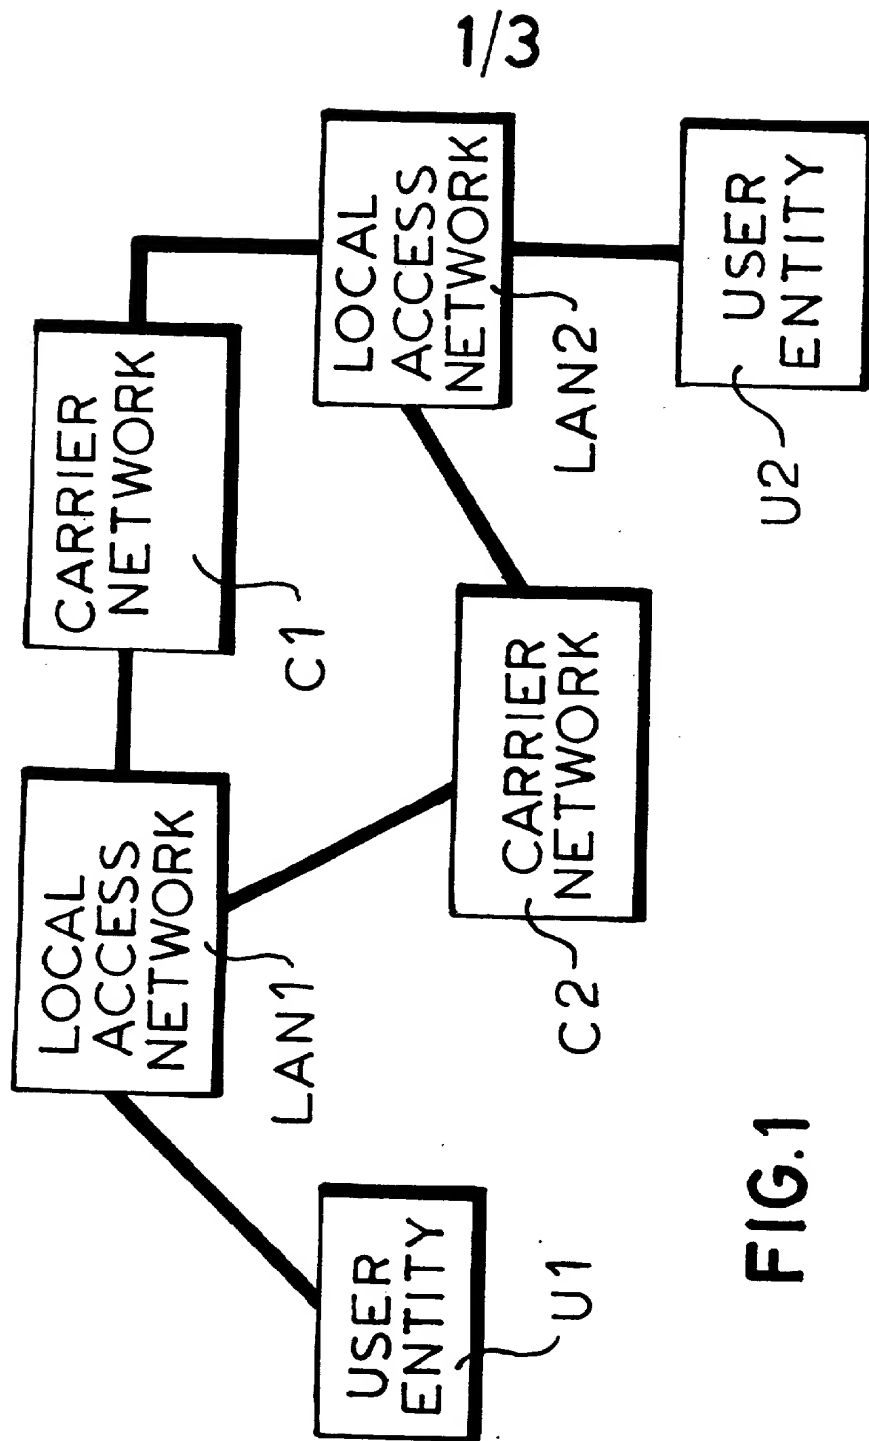 1/3
LOCAL
ACCESS
NETWORK
LAN1
CARRIER
NETWORK
C1
USER
ENTITY
U1
CARRIER
NETWORK
C2
LOCAL
ACCESS
NETWORK
LAN2
USER
ENTITY
U2
FIG.1